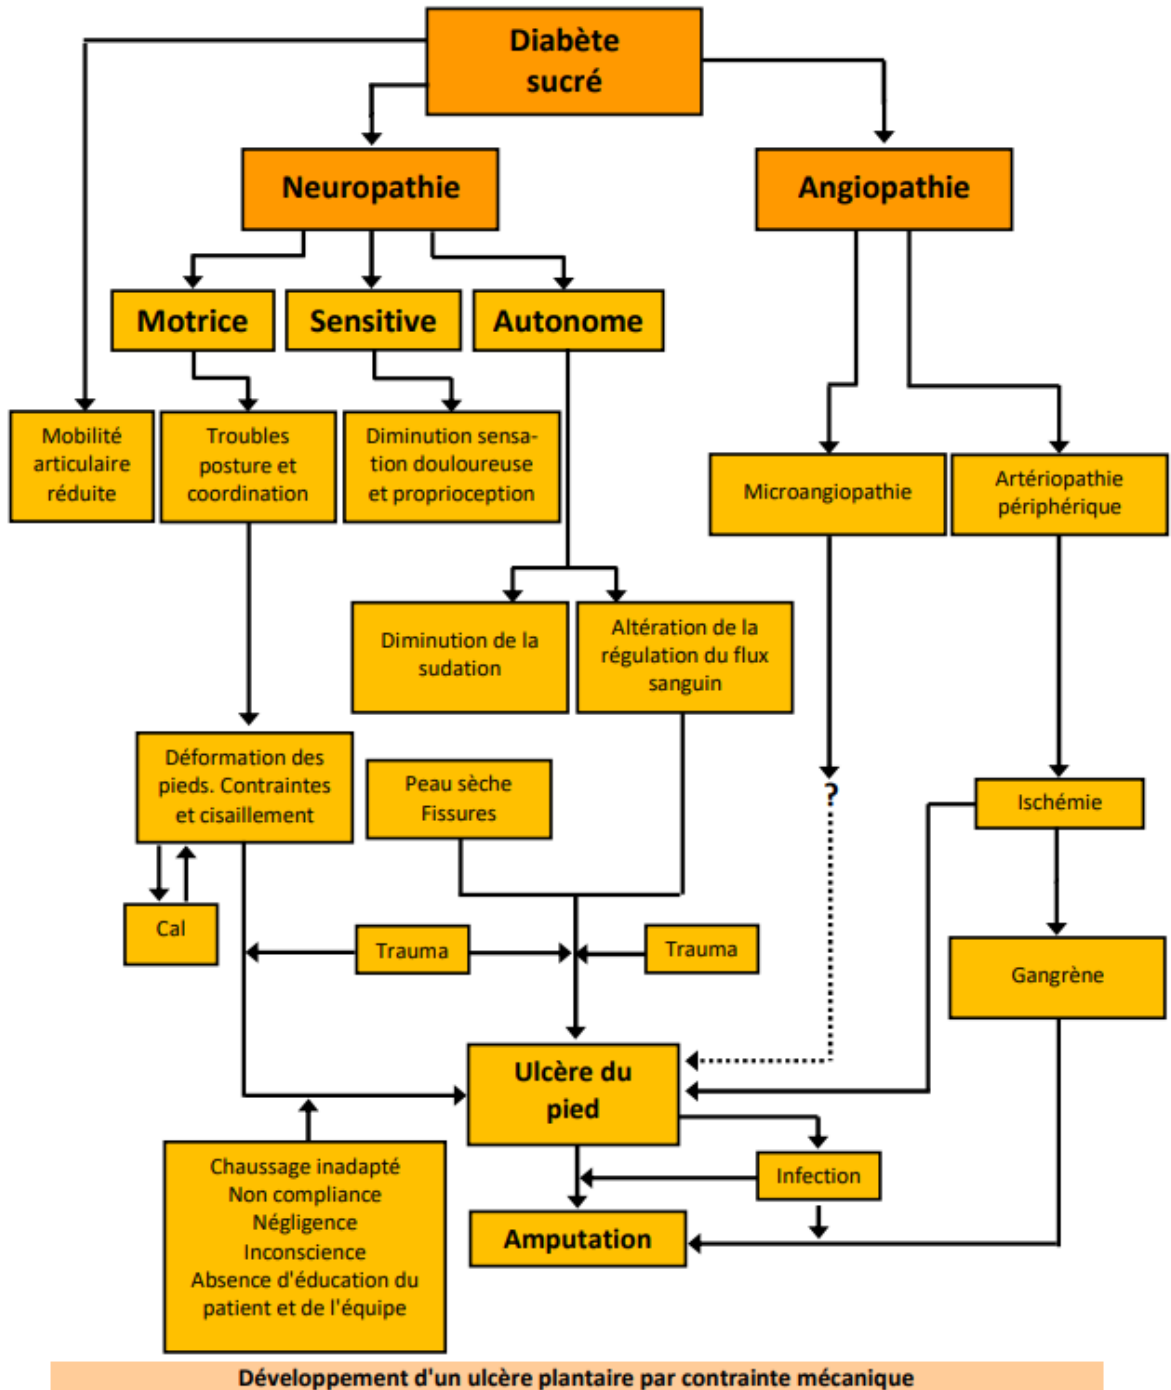 Diabète
sucré
Neuropathie
Angiopathie
Motrice
Sensitive
Autonome
Mobilité
articulaire
réduite
Troubles
posture et
coordination
Diminution sensa-
tion douloureuse
et proprioception
Microangiopathie
Artériopathie
périphérique
Diminution de la
sudation
Altération de la
régulation du flux
sanguin
Déformation des
pieds. Contraintes
et cisaillement
Peau sèche
Fissures
?
Ischémie
Cal
Trauma
Trauma
Gangrène
Ulcère du
pied
Chaussage inadapté
Non compliance
Négligence
Inconscience
Absence d'éducation du
patient et de l'équipe
Infection
Amputation
Développement d'un ulcère plantaire par contrainte mécanique